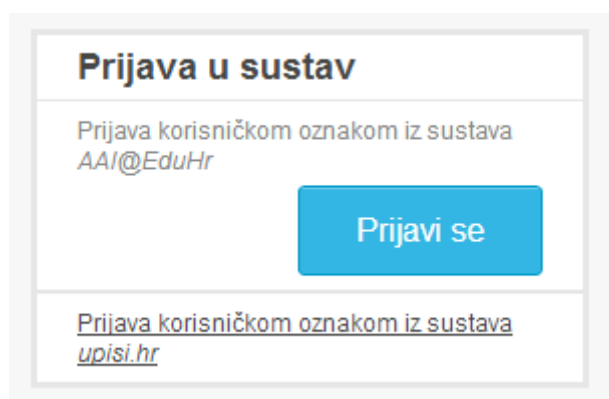 Prijava u sustav
Prijava korisničkom oznakom iz sustava
AAI@EduHr
Prijavi se
Prijava korisničkom oznakom iz sustava
upisi.hr